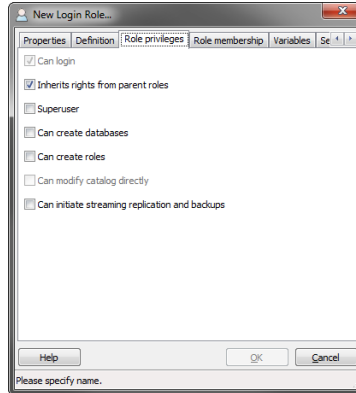 New Login Role...
Properties Definition Role privileges Role membership Variables Se
Can login
Inherits rights from parent roles
Superuser
Can create databases
Can create roles
Can modify catalog directly
Can initiate streaming replication and backups
Help OK Cancel
Please specify name.